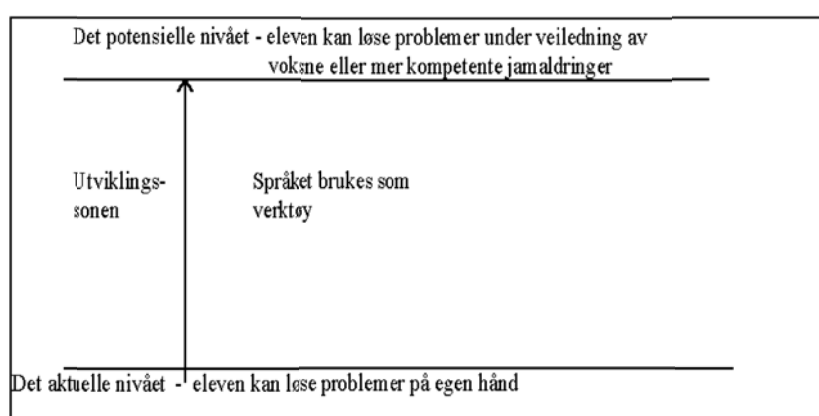 Det potensielle nivået - eleven kan løse problemer under veiledning av
voksne eller mer kompetente jamaldringer
Utviklings-
sonen
Språket brukes som
verktøy
Det aktuelle nivået - eleven kan løse problemer på egen hånd